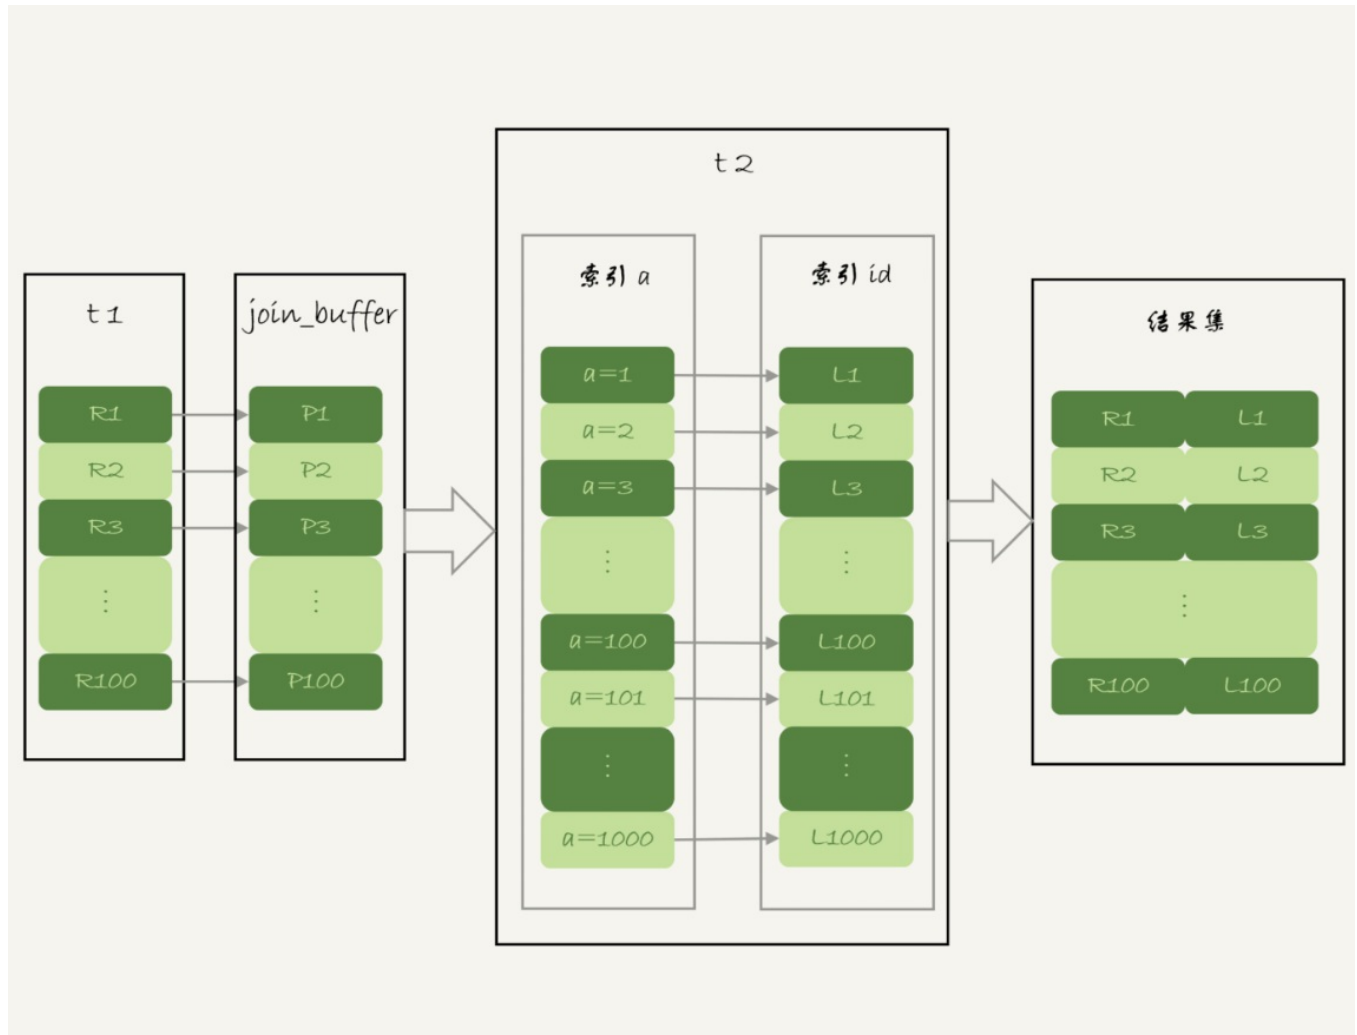 t1
R1
R2
R3
⋮
R100
join_buffer
P1
P2
P3
⋮
P100
t2
索引 a
a=1
a=2
a=3
⋮
a=100
a=101
⋮
a=1000
索引 id
L1
L2
L3
⋮
L100
L101
⋮
L1000
结果集
R1 L1
R2 L2
R3 L3
⋮
R100 L100